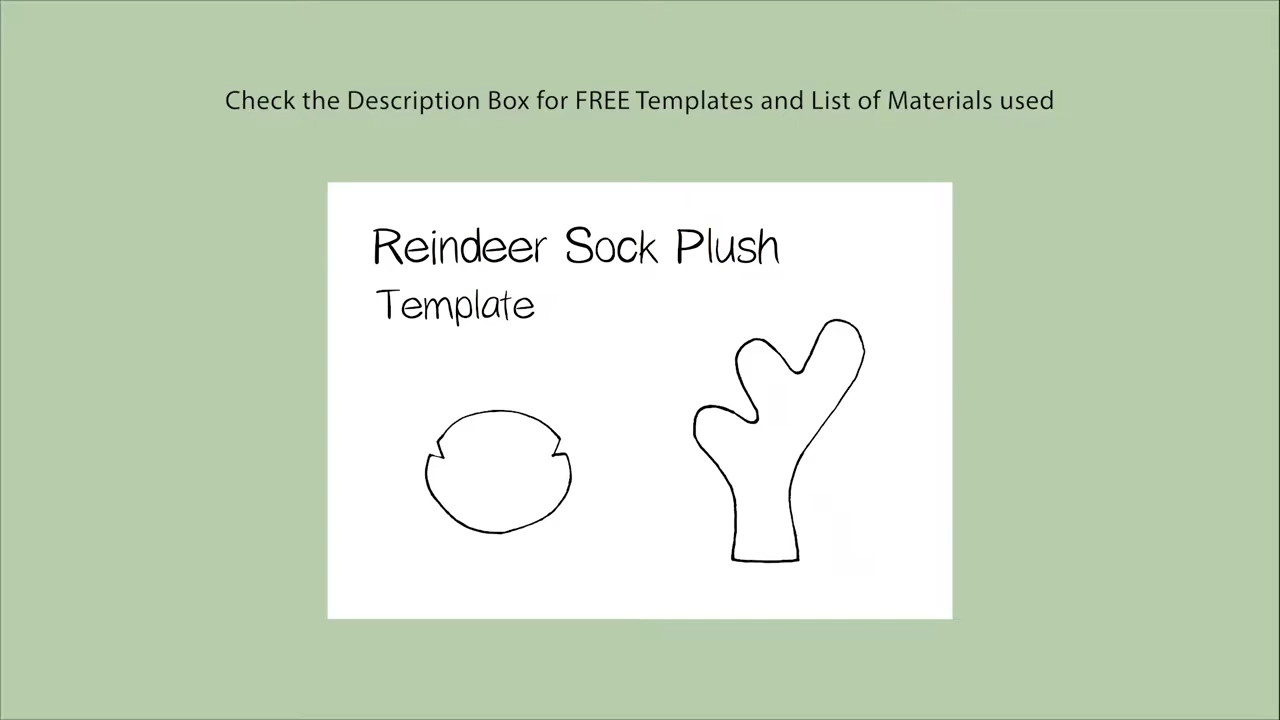 Check the Description Box for FREE Templates and List of Materials used
Reindeer Sock Plush
Template